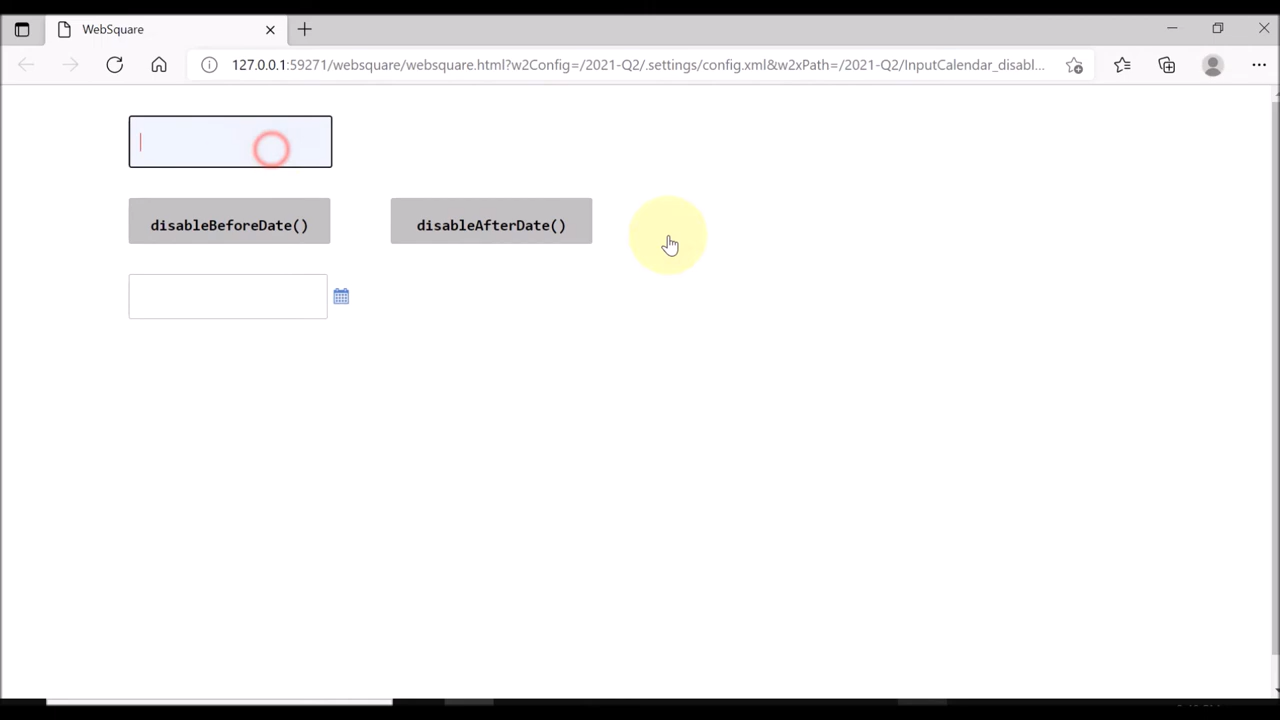 WebSquare
127.0.0.1:59271/websquare/websquare.html?w2Config=/2021-Q2/.settings/config.xml&w2xPath=/2021-Q2/InputCalendar_disabl...
disableBeforeDate()
disableAfterDate()